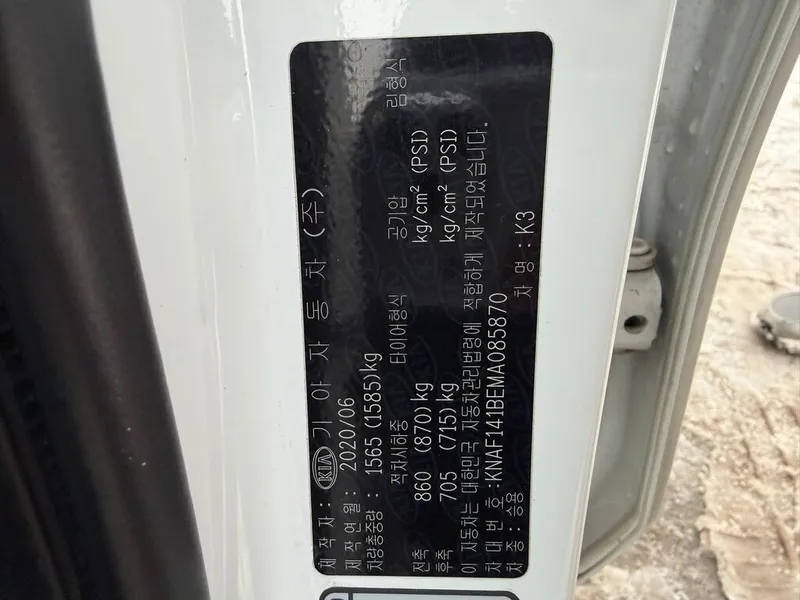 제작자 : KIA 기아자동차(주)
제작연월 : 2020/06
차량총중량 : 1565 (1585)kg
적차시하중 타이어형식 공기압 림형식
전축 860 (870)kg kg/cm² (PSI)
후축 705 (715)kg kg/cm² (PSI)
이 자동차는 대한민국 자동차관리법령에 적합하게 제작되었습니다.
차대번호 :KNAF141BEMA085870
차종 : 승용 차명 : K3